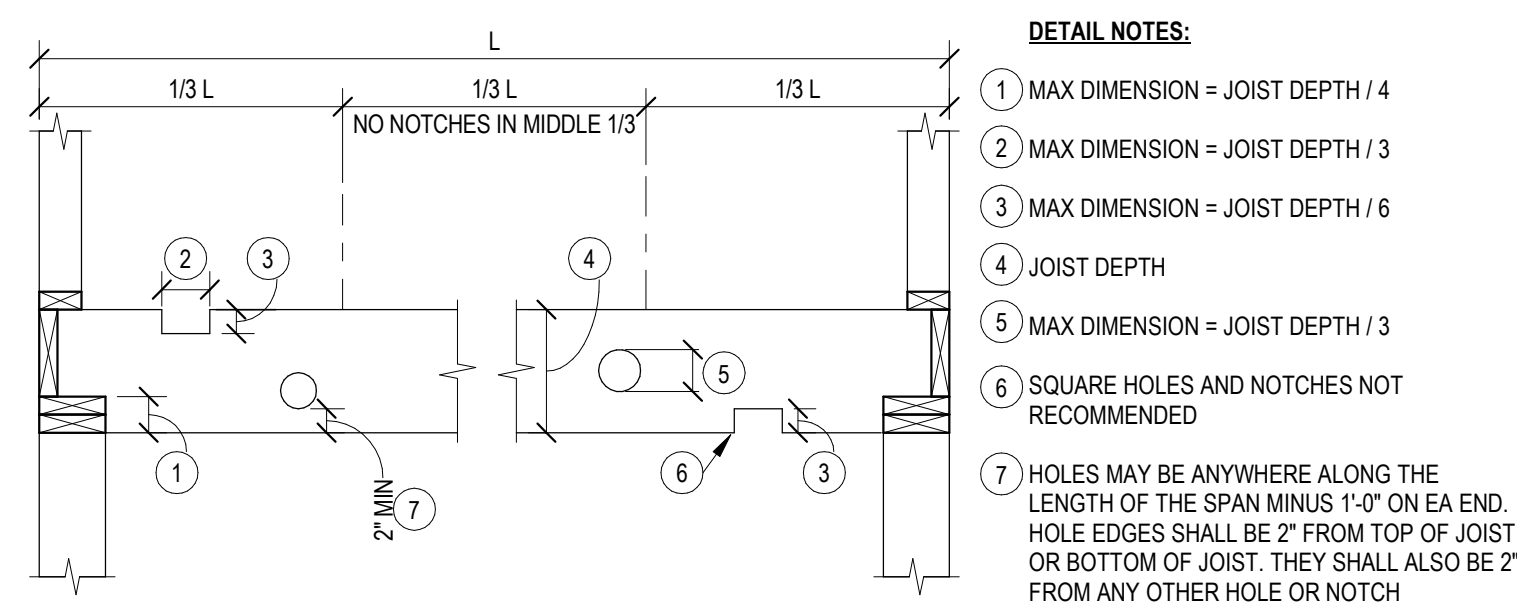 L
1/3 L 1/3 L 1/3 L
NO NOTCHES IN MIDDLE 1/3
2 3 4
5
1 6 3
2" MIN
7
DETAIL NOTES:
1 MAX DIMENSION = JOIST DEPTH / 4
2 MAX DIMENSION = JOIST DEPTH / 3
3 MAX DIMENSION = JOIST DEPTH / 6
4 JOIST DEPTH
5 MAX DIMENSION = JOIST DEPTH / 3
6 SQUARE HOLES AND NOTCHES NOT
RECOMMENDED
7 HOLES MAY BE ANYWHERE ALONG THE
LENGTH OF THE SPAN MINUS 1'-0" ON EA END.
HOLE EDGES SHALL BE 2" FROM TOP OF JOIST
OR BOTTOM OF JOIST. THEY SHALL ALSO BE 2"
FROM ANY OTHER HOLE OR NOTCH